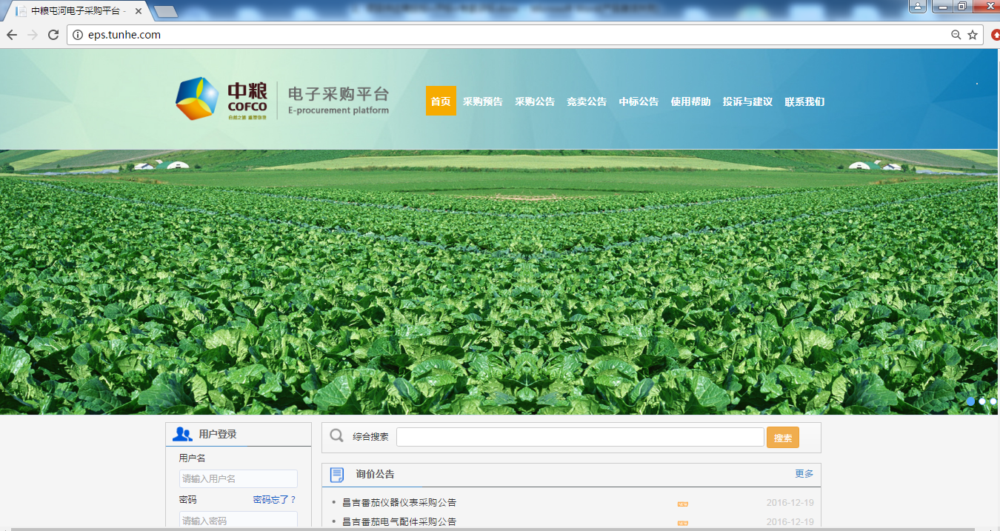 中粮屯河电子采购平台 -
eps.tunhe.com
中粮
COFCO
自然之源 重塑你我
电子采购平台
E-procurement platform
首页 采购预告 采购公告 竞卖公告 中标公告 使用帮助 投诉与建议 联系我们
用户登录
用户名
请输入用户名
密码 密码忘了？
请输入密码
综合搜索 搜索
询价公告 更多
昌吉番茄仪器仪表采购公告 NEW 2016-12-19
昌吉番茄电气配件采购公告 NEW 2016-12-19